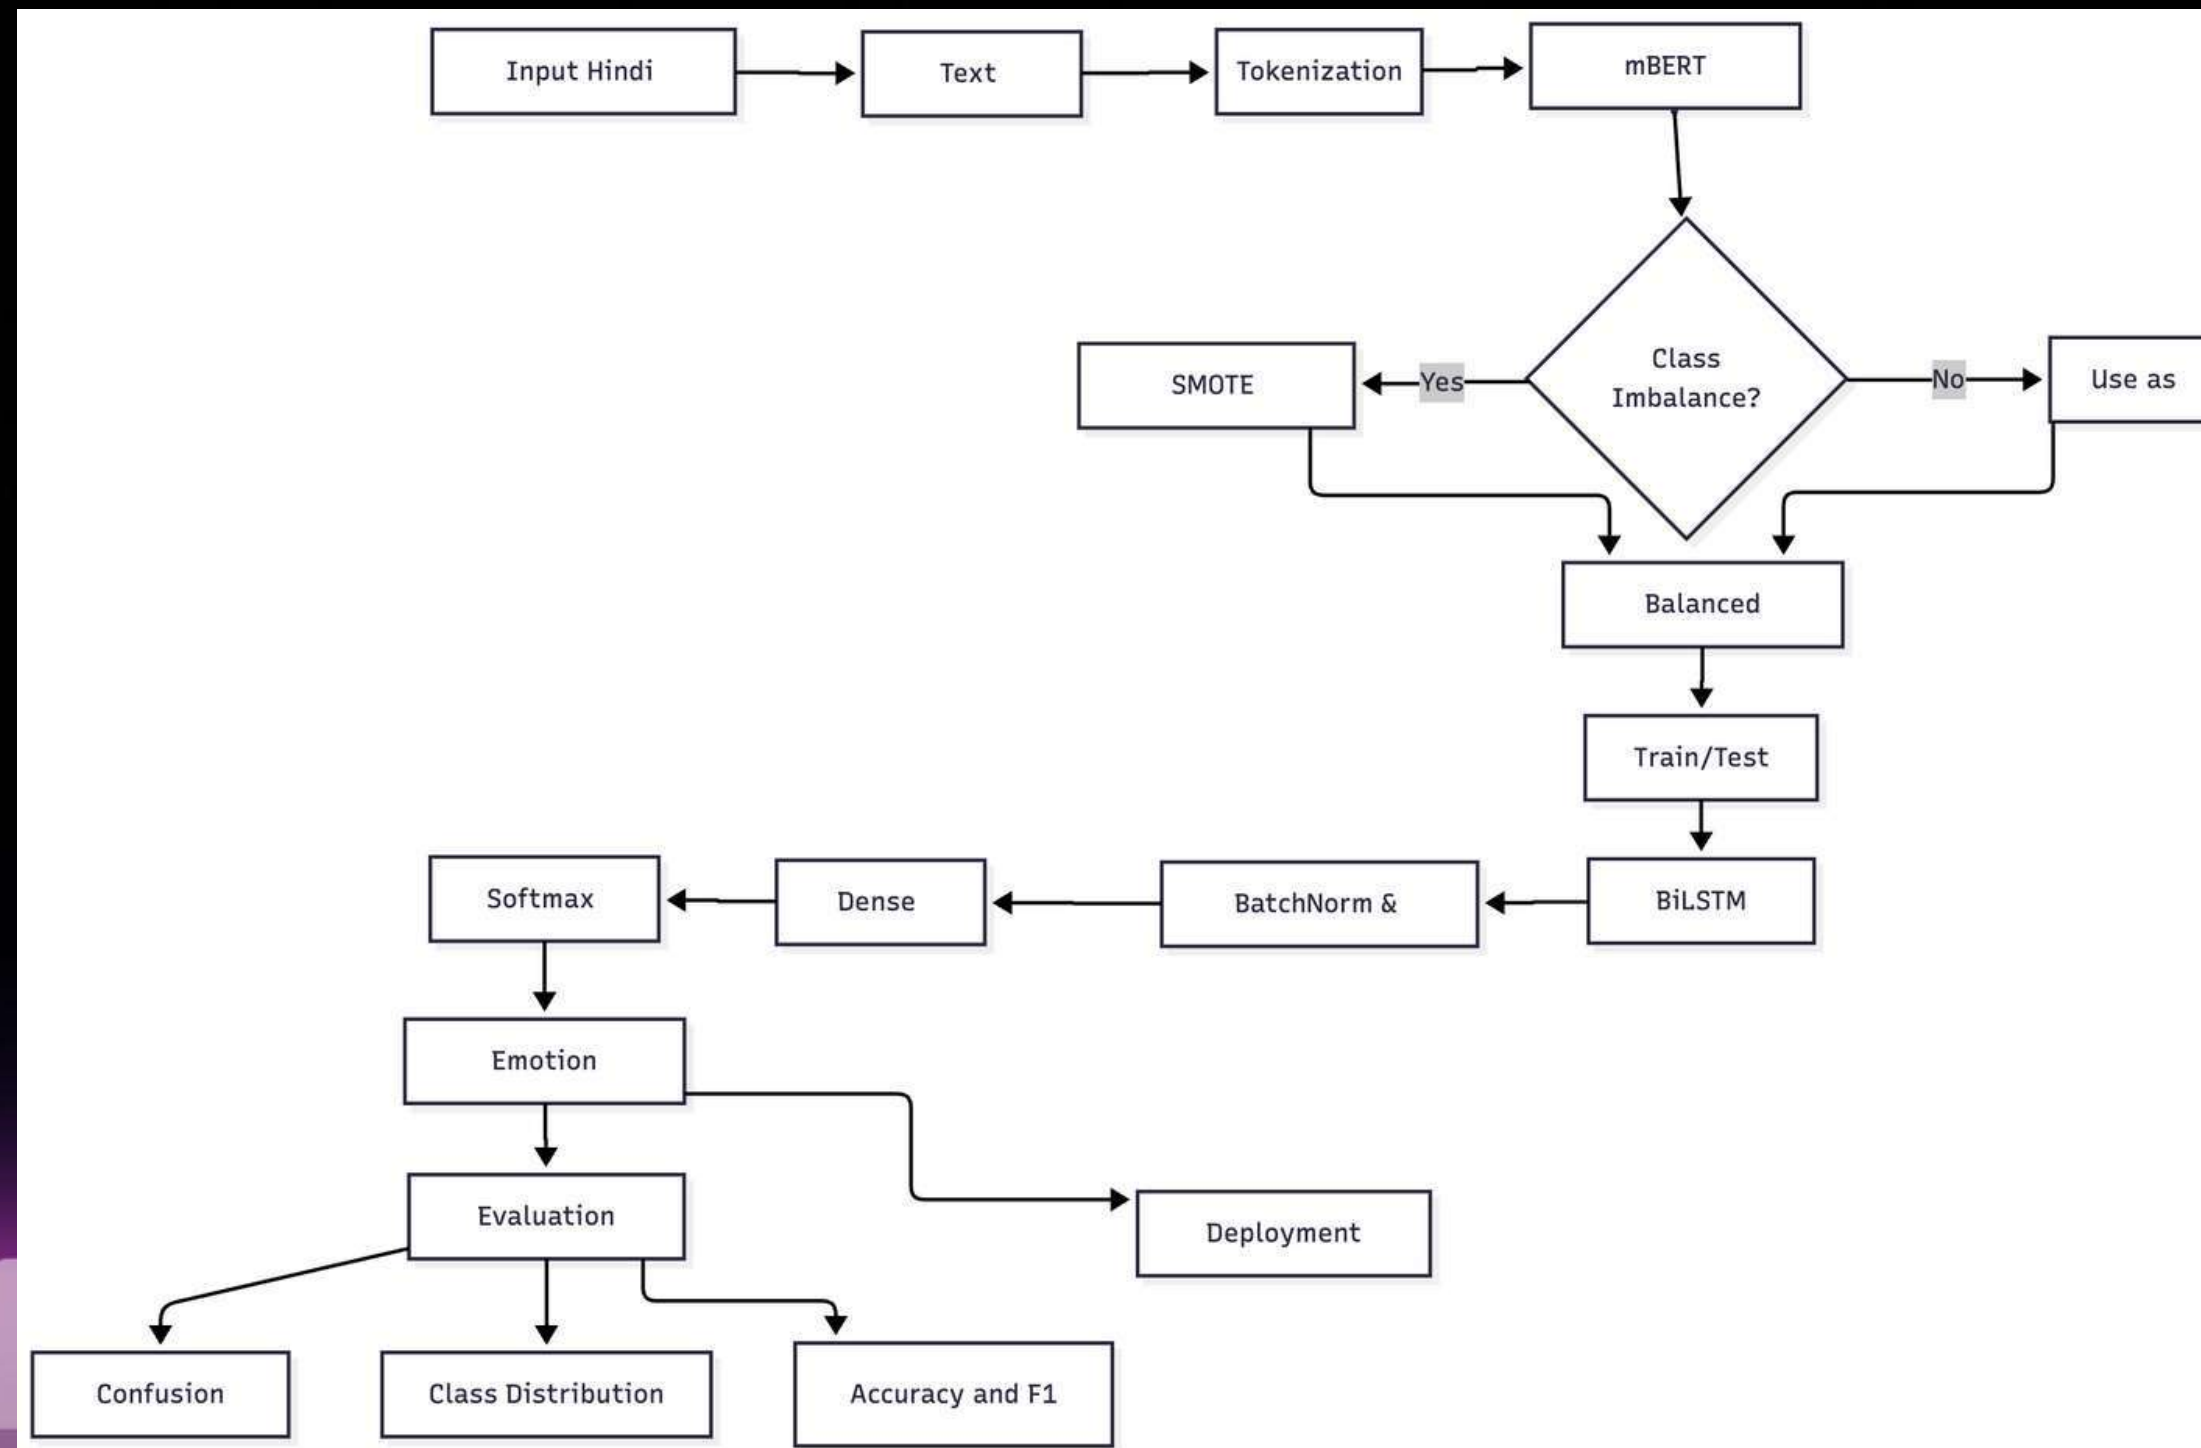 Input Hindi
Text
Tokenization
mBERT
Class
Imbalance?
Yes
No
SMOTE
Use as
Balanced
Train/Test
BiLSTM
BatchNorm &
Dense
Softmax
Emotion
Evaluation
Deployment
Confusion
Class Distribution
Accuracy and F1